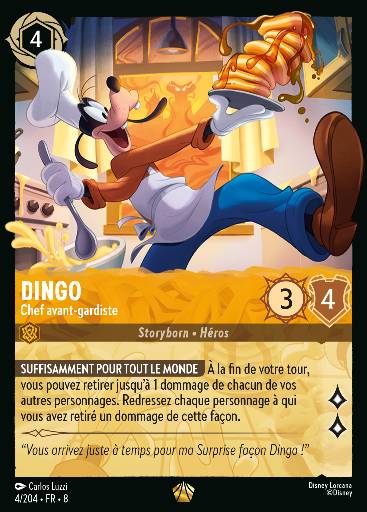 4
DINGO
Chef avant-gardiste
3
4
Storyborn • Héros
SUFFISAMMENT POUR TOUT LE MONDE À la fin de votre tour,
vous pouvez retirer jusqu'à 1 dommage de chacun de vos
autres personnages. Redressez chaque personnage à qui
vous avez retiré un dommage de cette façon.
“Vous arrivez juste à temps pour ma Surprise façon Dingo !”
Carlos Luzzi
4/204 • FR • 8
Disney Lorcana
©Disney